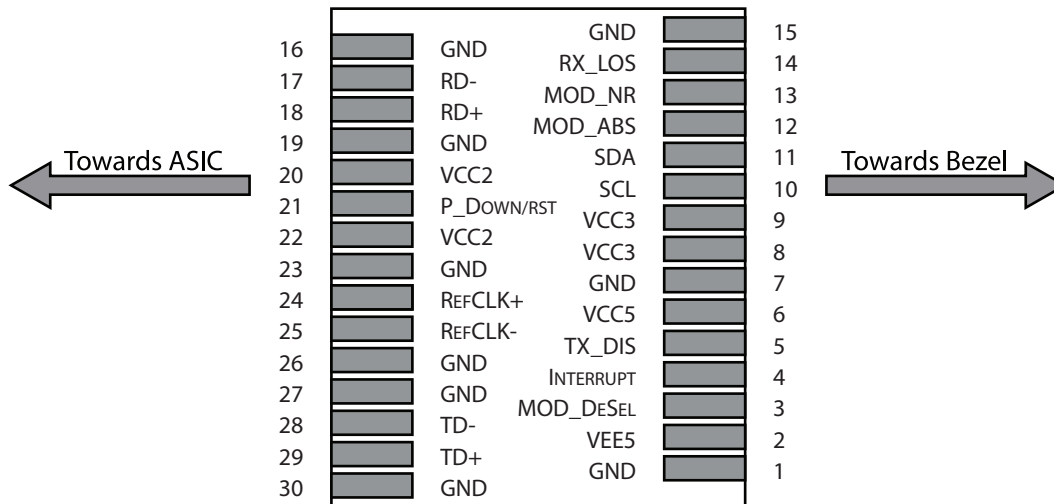 GND 15
16 GND
RX_LOS 14
17 RD-
MOD_NR 13
18 RD+
MOD_ABS 12
19 GND
Towards ASIC
SDA 11
Towards Bezel
20 VCC2
SCL 10
21 P_DOWN/RST
VCC3 9
22 VCC2
VCC3 8
23 GND
GND 7
24 REFCLK+
VCC5 6
25 REFCLK-
TX_DIS 5
26 GND
INTERRUPT 4
27 GND
MOD_DESEL 3
28 TD-
VEE5 2
29 TD+
GND 1
30 GND